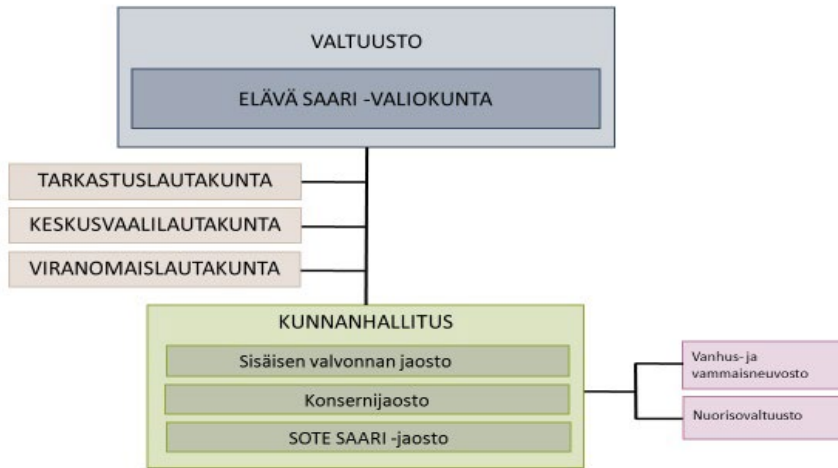 VALTUUSTO
ELÄVÄ SAARI -VALIOKUNTA
TARKASTUSLAUTAKUNTA
KESKUSVAALILAUTAKUNTA
VIRANOMAISLAUTAKUNTA
KUNNANHALLITUS
Sisäisen valvonnan jaosto
Konsernijaosto
SOTE SAARI -jaosto
Vanhus- ja
vammaisneuvosto
Nuorisovaltuusto